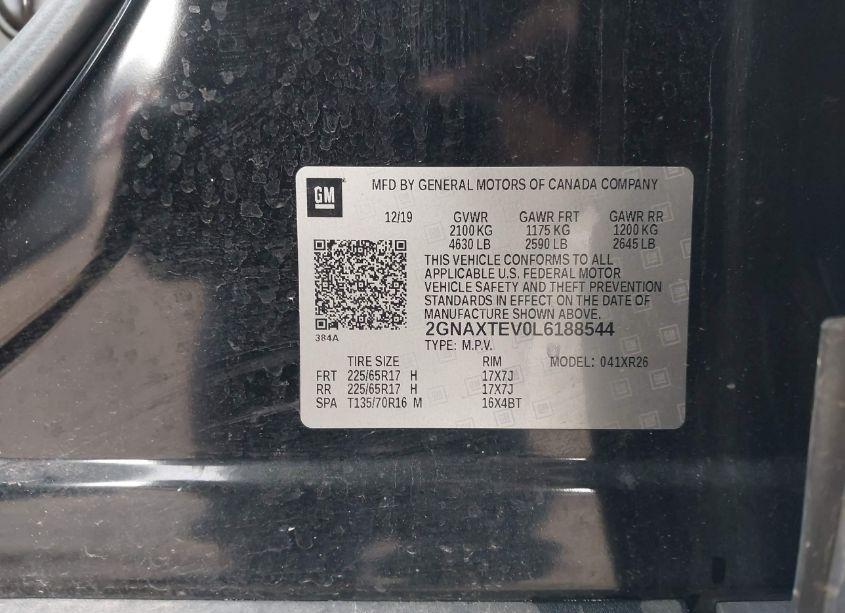 GM
MFD BY GENERAL MOTORS OF CANADA COMPANY
12/19 GVWR GAWR FRT GAWR RR
2100 KG 1175 KG 1200 KG
4630 LB 2590 LB 2645 LB
THIS VEHICLE CONFORMS TO ALL
APPLICABLE U.S. FEDERAL MOTOR
VEHICLE SAFETY AND THEFT PREVENTION
STANDARDS IN EFFECT ON THE DATE OF
MANUFACTURE SHOWN ABOVE.
2GNAXTEV0L6188544
384A
TYPE: M.P.V.
TIRE SIZE RIM MODEL: 041XR26
FRT 225/65R17 H 17X7J
RR 225/65R17 H 17X7J
SPA T135/70R16 M 16X4BT